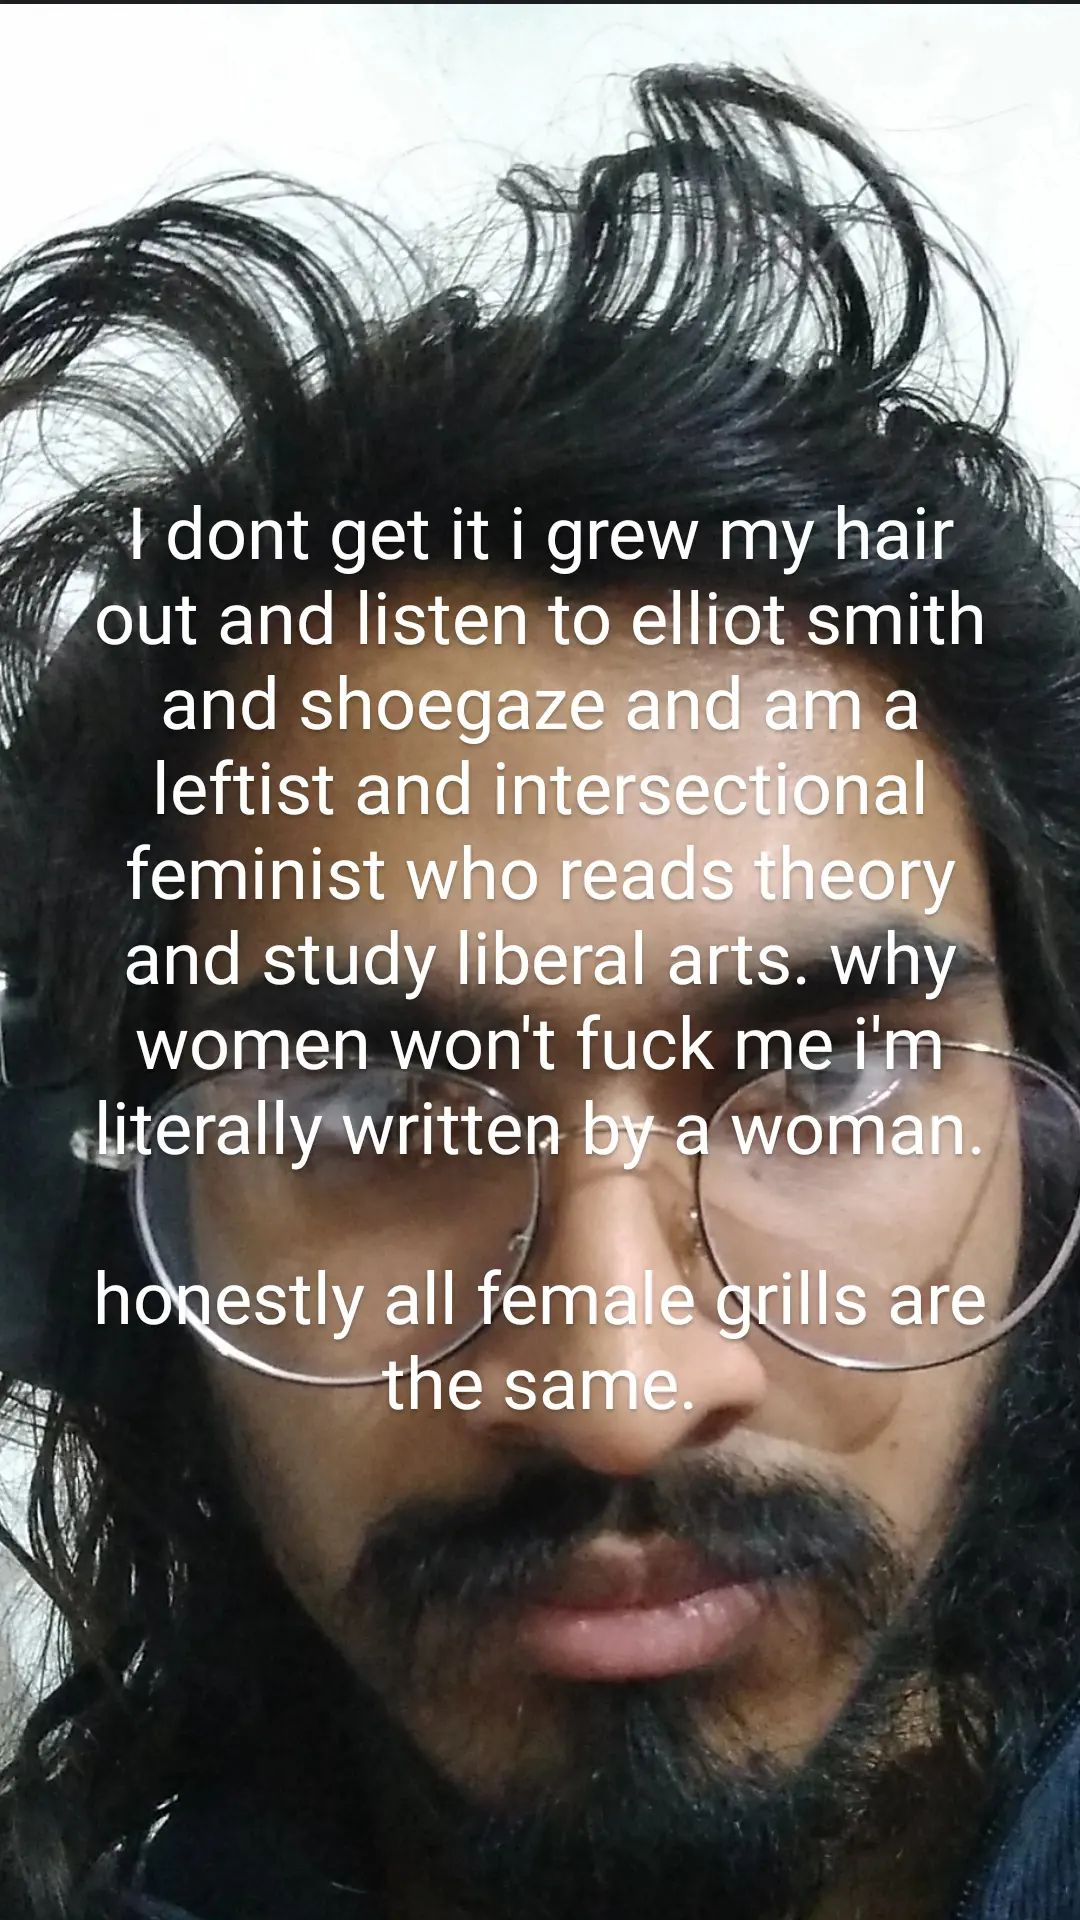 I dont get it i grew my hair
out and listen to elliot smith
and shoegaze and am a
leftist and intersectional
feminist who reads theory
and study liberal arts. why
women won't fuck me i'm
literally written by a woman.
honestly all female grills are
the same.